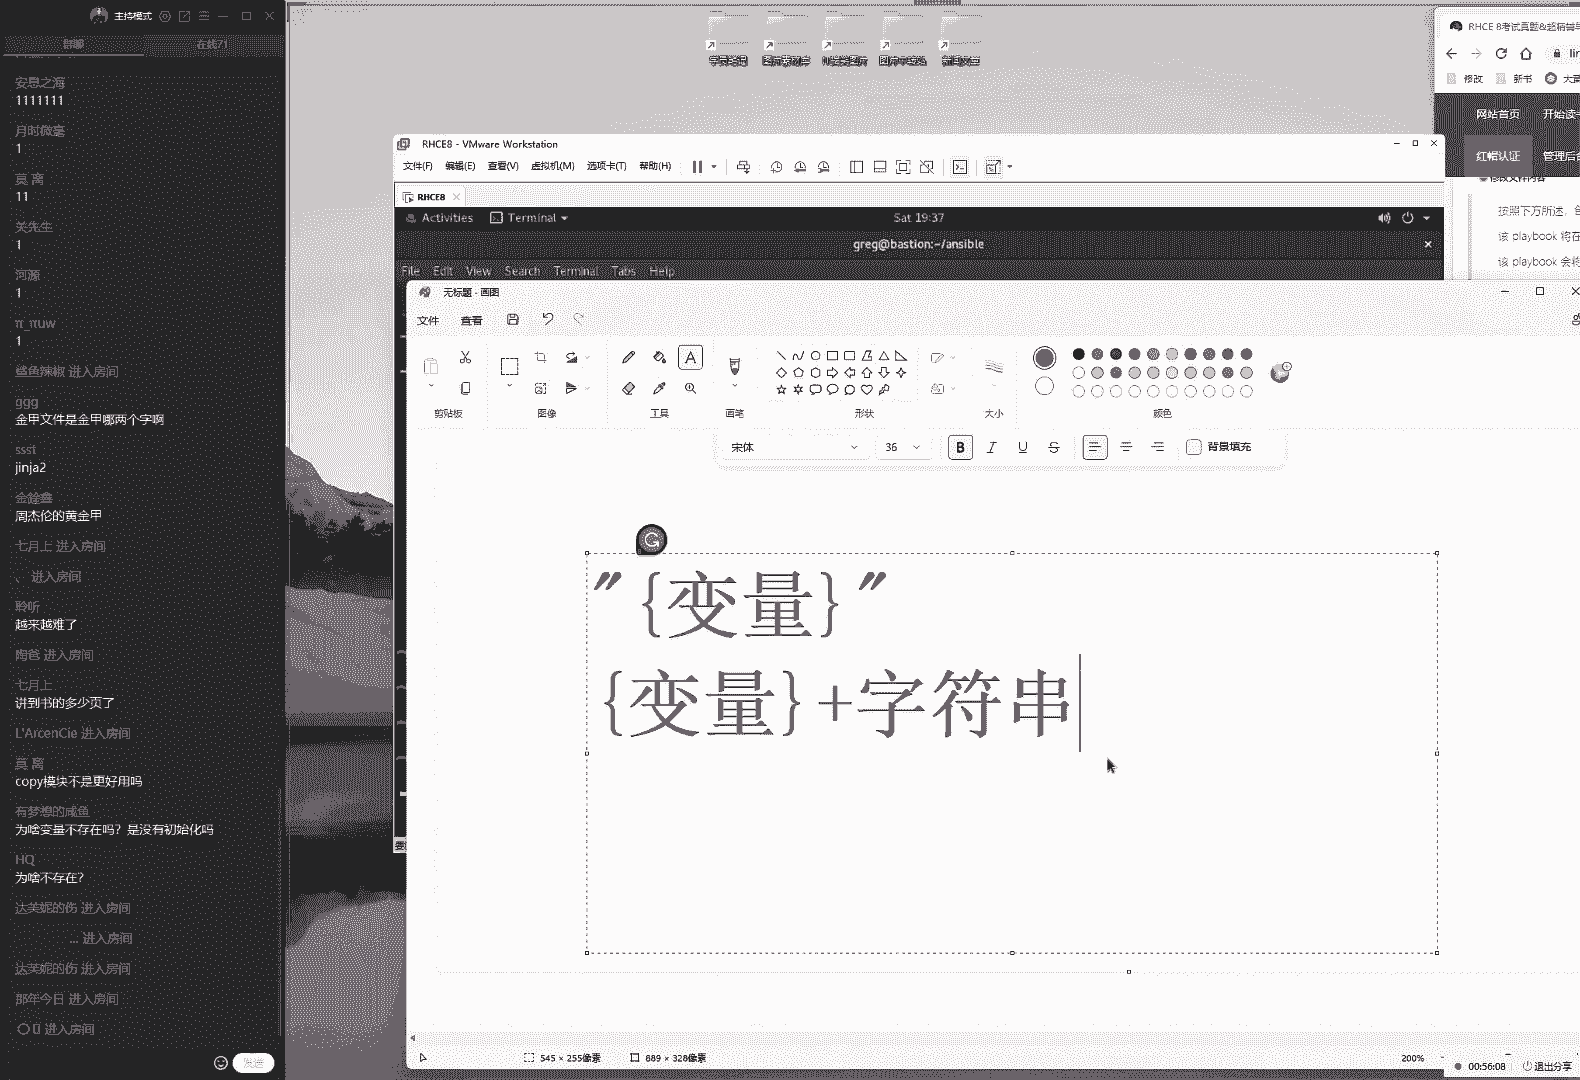 主持模式
群聊 在线71
安息之海
1111111
月时微毫
1
莫 离
11
关先生
1
河源
1
π_πuw
1
鲨鱼辣椒 进入房间
ggg
金甲文件是金甲哪两个字啊
ssst
jinja2
周杰伦的黄金甲
七月上 进入房间
、 进入房间
聆听
越来越难了
陶爸 进入房间
七月上
讲到书的多少页了
L'ArcenCie 进入房间
莫 离
copy模块不是更好用吗
有梦想的咸鱼
为啥变量不存在吗？是没有初始化吗
HQ
为啥不存在？
达芙妮的伤 进入房间
... 进入房间
达芙妮的伤 进入房间
那年今日 进入房间
进入房间
发送
RHCE8 - VMware Workstation
文件(F) 编辑(E) 查看(V) 虚拟机(M) 选项卡(T) 帮助(H)
RHCE8
Activities Terminal Sat 19:37
greg@bastion:~/ansible
File Edit View Search Terminal Tabs Help
无标题 - 画图
文件 查看
剪贴板 图像 工具 画笔 形状 大小 颜色
宋体 36 B I U S 背景填充
"{变量}"
{变量}+字符串
545 × 255像素 889 × 328像素 200%
00:56:08 退出分享
RHCE 8考试真题&超精辟
修改 新书
网站首页 开始读
红帽认证 管理后
修改文件内容
按照下方所述，
该 playbook 将在
该 playbook 会将